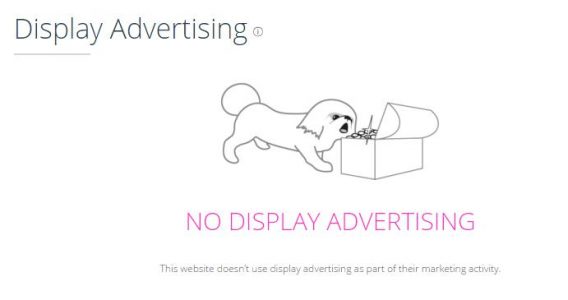 Display Advertising
NO DISPLAY ADVERTISING
This website doesn't use display advertising as part of their marketing activity.